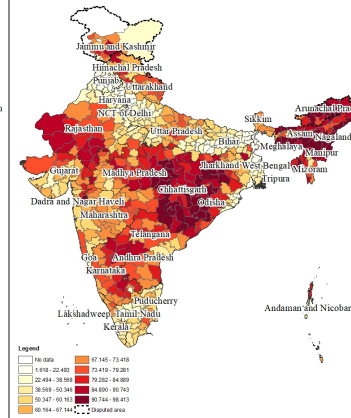 Jammu and Kashmir
Himachal Pradesh
Punjab
Uttarakhand
Haryana
NCT of Delhi
Arunachal Prades
Sikkim
Rajasthan
Uttar Pradesh
Bihar
Assam
Nagaland
Meghalaya
Manipur
Gujarat
Madhya Pradesh
Jharkhand
West Bengal
Mizoram
Tripura
Chhattisgarh
Dadra and Nagar Haveli
Odisha
Maharashtra
Telangana
Goa
Andhra Pradesh
Karnataka
Puducherry
Andaman and Nicobar
Lakshadweep
Tamil Nadu
Kerala
Legend
No data
67.145 - 73.418
1.618 - 22.493
73.419 - 79.281
22.494 - 38.568
79.282 - 84.889
38.569 - 50.346
84.890 - 90.743
50.347 - 60.163
90.744 - 98.413
60.164 - 67.144
Disputed area